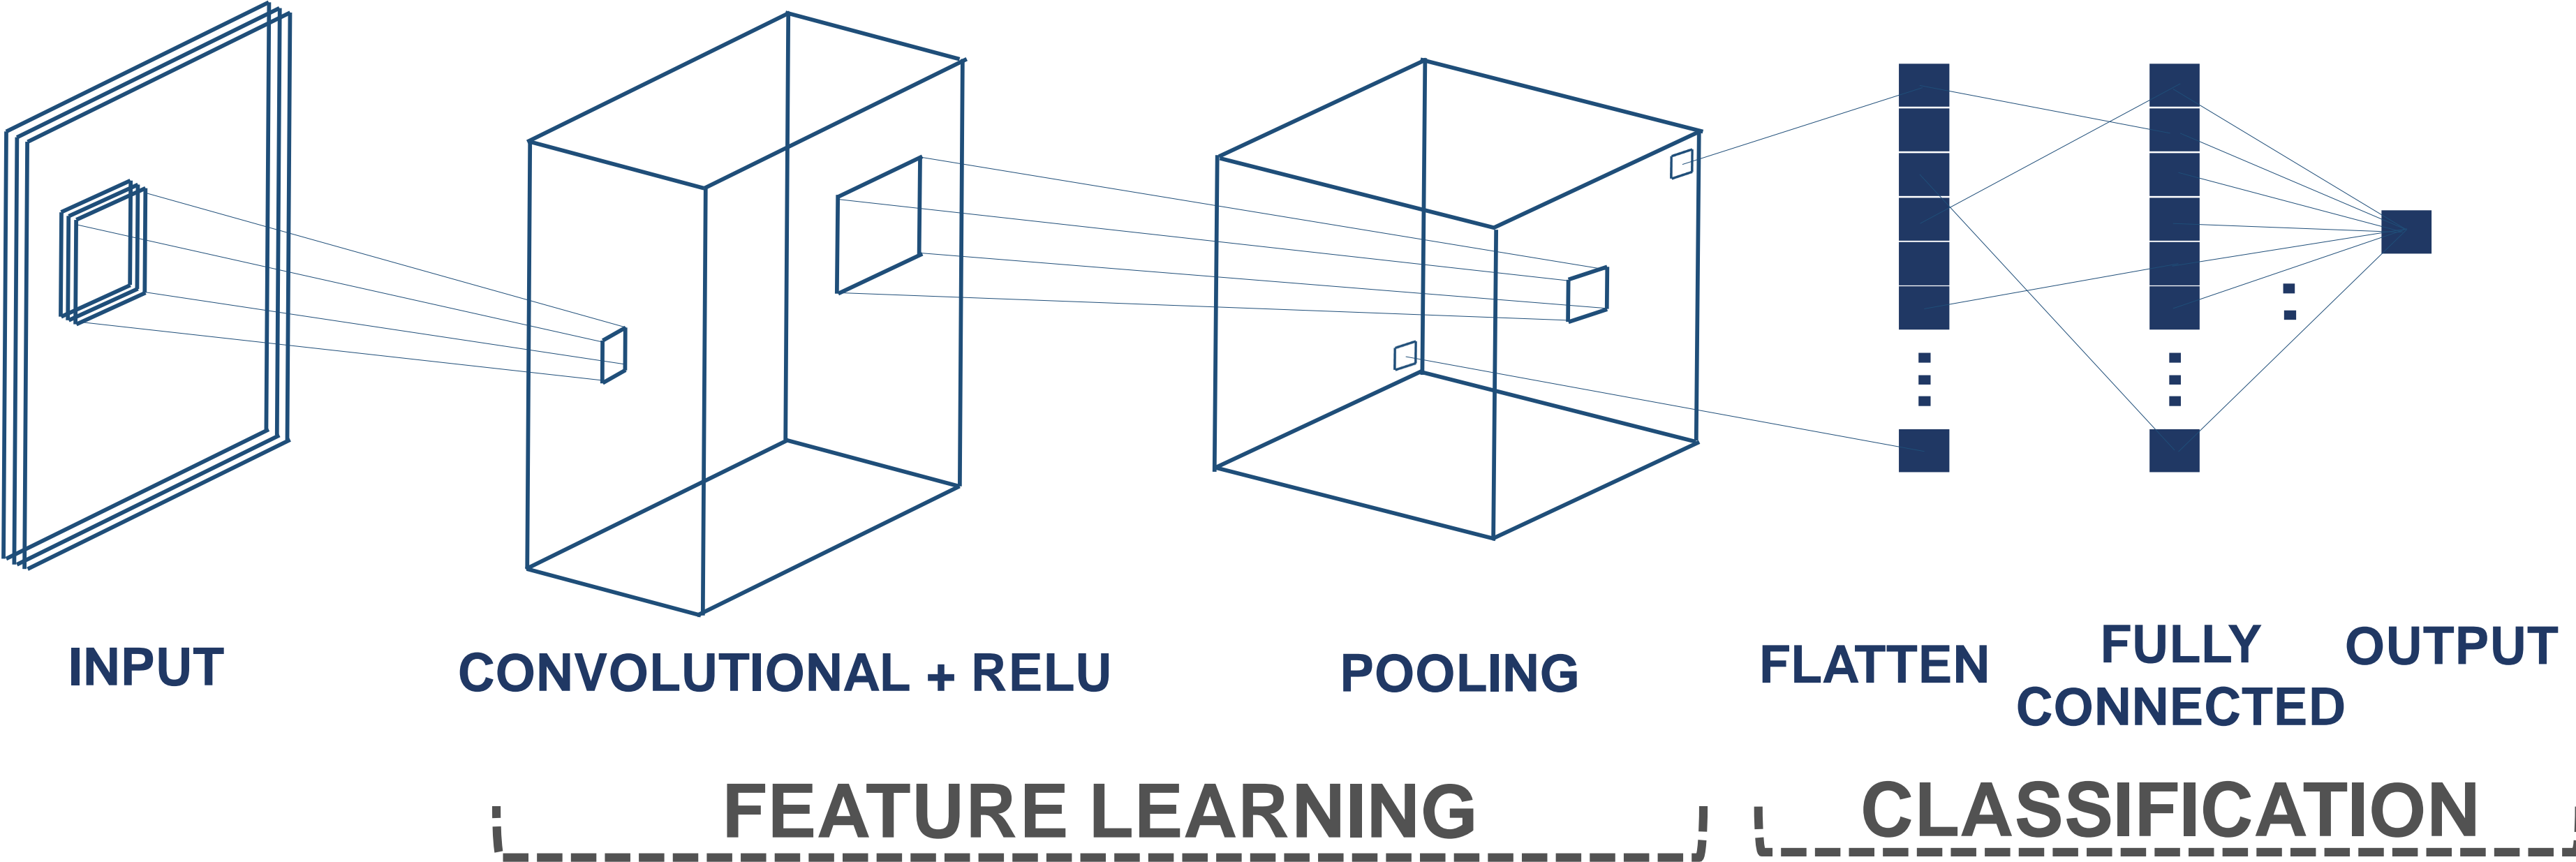 INPUT
CONVOLUTIONAL + RELU
POOLING
FLATTEN
FULLY
CONNECTED
OUTPUT
FEATURE LEARNING
CLASSIFICATION